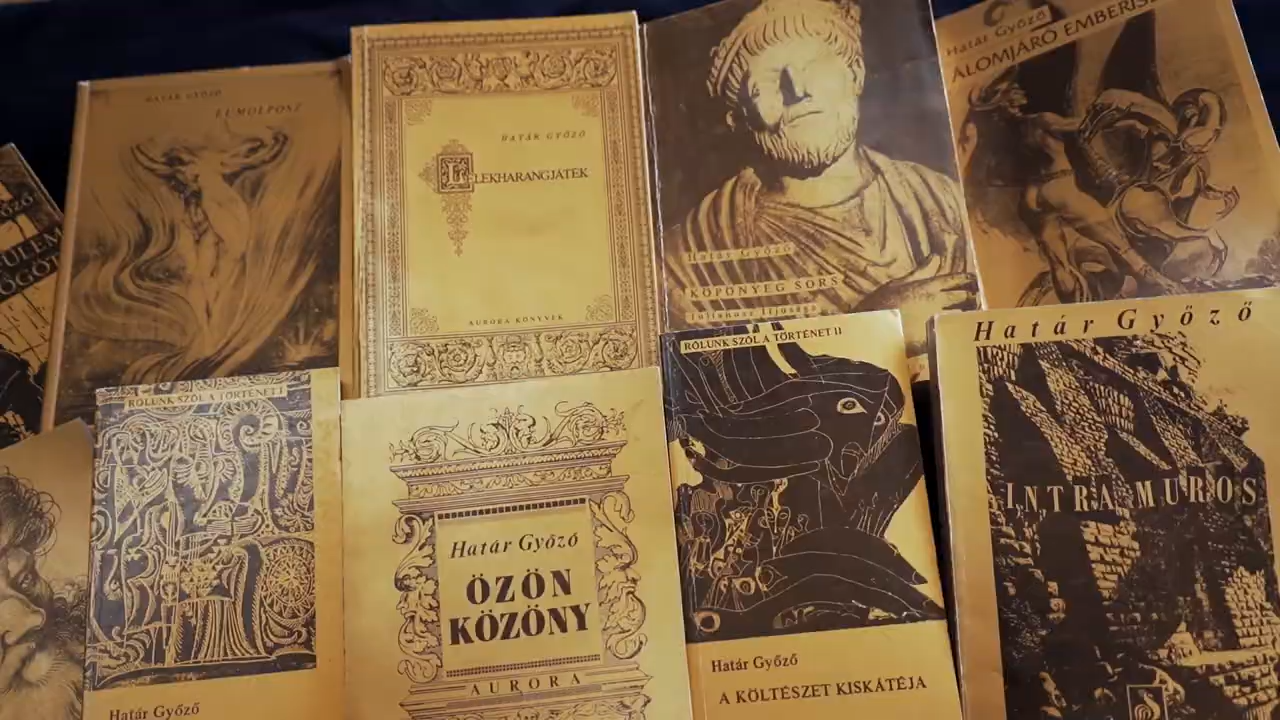 HATÁR GYŐZŐ
EUMOLPOSZ
HATÁR GYŐZŐ
LÉLEKHARANGJÁTÉK
AURORA KÖNYVEK
Határ Győző
KÖPÖNYEG SORS
Julianosz Ifjúsága
Határ Győző
ÁLOMJÁRÓ
RÓLUNK SZÓL A TÖRTÉNET I
Határ Győző
Határ Győző
ÖZÖN
KÖZÖNY
AURORA
RÓLUNK SZÓL A TÖRTÉNET II
Határ Győző
A KÖLTÉSZET KISKÁTÉJA
Határ Győző
INTRA MUROS